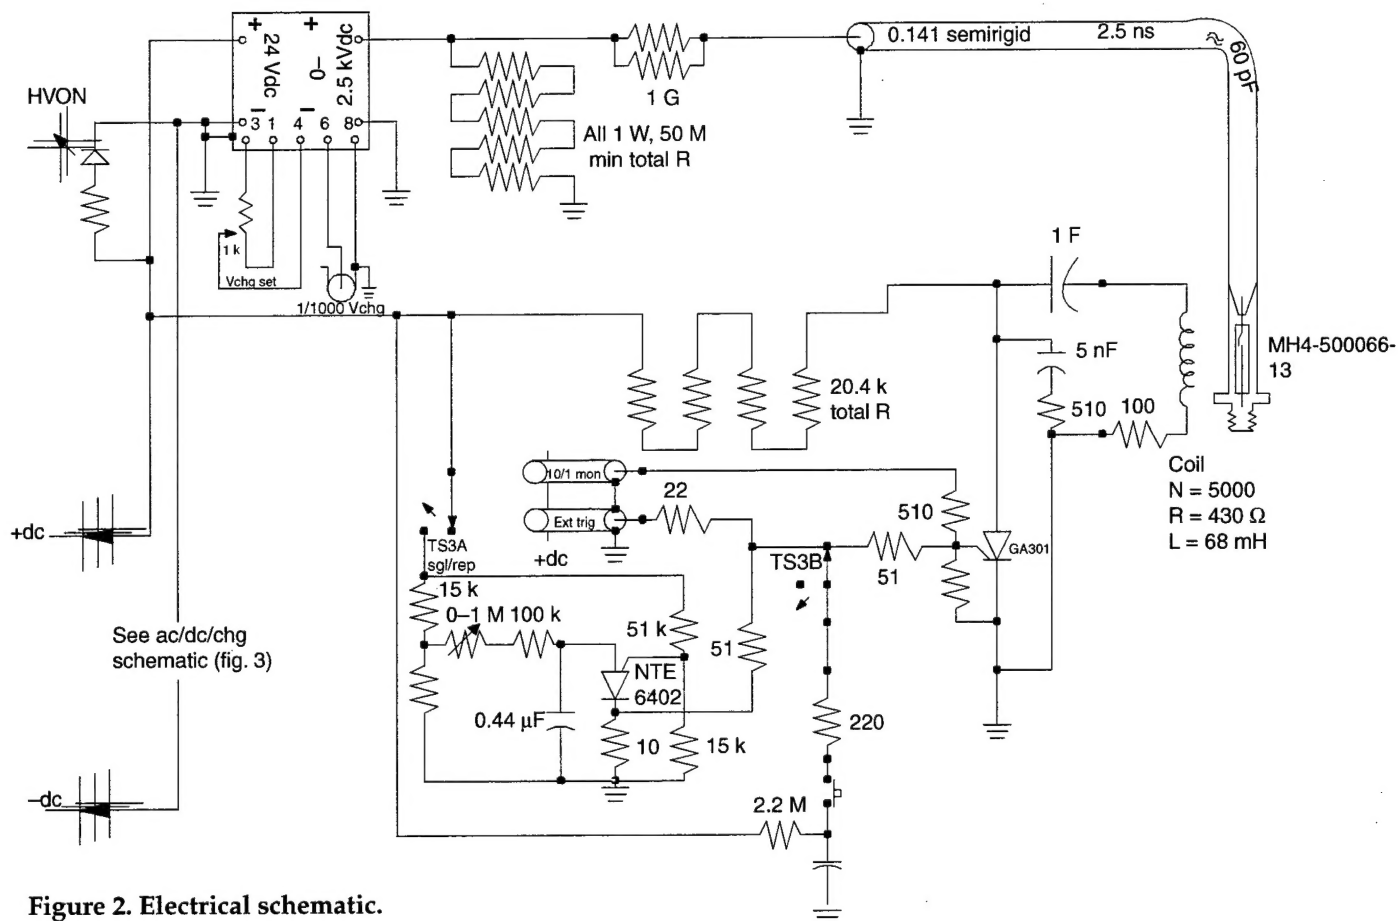 +
+
24 Vdc
0–
2.5 kVdc
–
–
3
1
4
6
8
HVON
1 k
Vchg set
1/1000 Vchg
1 G
All 1 W, 50 M
min total R
0.141 semirigid
2.5 ns
≈ 60 pF
1 F
5 nF
510
100
MH4-500066-
13
20.4 k
total R
Coil
N = 5000
R = 430 Ω
L = 68 mH
10/1 mon
Ext trig
+dc
22
510
51
GA301
TS3A
sgl/rep
TS3B
15 k
0–1 M
100 k
51 k
51
NTE
6402
0.44 µF
10
15 k
220
2.2 M
+dc
See ac/dc/chg
schematic (fig. 3)
–dc
Figure 2. Electrical schematic.